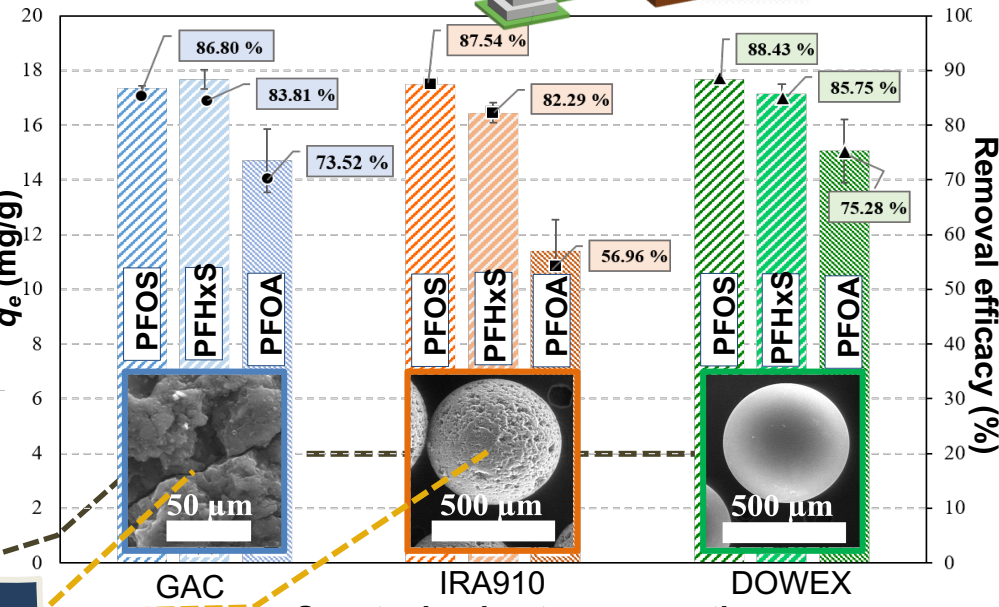 20
18
16
14
12
10
8
6
4
2
0
qe (mg/g)
100
90
80
70
60
50
40
30
20
10
0
Removal efficacy (%)
86.80 %
83.81 %
73.52 %
87.54 %
82.29 %
56.96 %
88.43 %
85.75 %
75.28 %
PFOS
PFHxS
PFOA
PFOS
PFHxS
PFOA
PFOS
PFHxS
PFOA
50 µm
500 µm
500 µm
GAC
IRA910
DOWEX